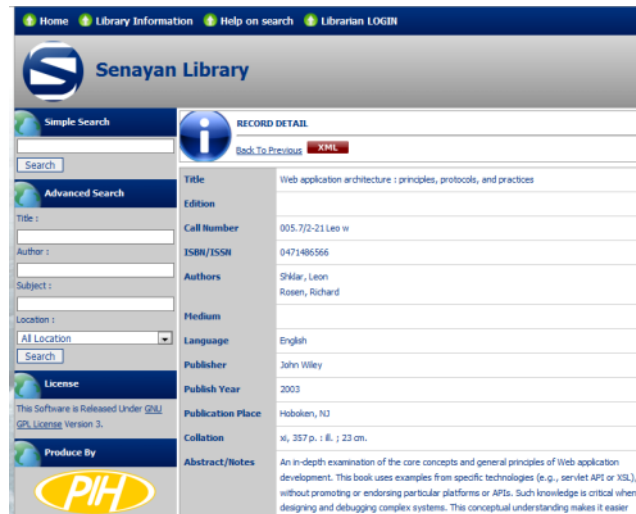 Home Library Information Help on search Librarian LOGIN
Senayan Library
Simple Search
Search
Advanced Search
Title :
Author :
Subject :
Location :
All Location
Search
License
This Software is Released Under GNU
GPL License Version 3.
Produce By
PIH
RECORD DETAIL
Back To Previous XML
Title Web application architecture : principles, protocols, and practices
Edition
Call Number 005.7/2-21 Leo w
ISBN/ISSN 0471486566
Authors Shklar, Leon
Rosen, Richard
Medium
Language English
Publisher John Wiley
Publish Year 2003
Publication Place Hoboken, NJ
Collation xi, 357 p. : ill. ; 23 cm.
Abstract/Notes An in-depth examination of the core concepts and general principles of Web application
development. This book uses examples from specific technologies (e.g., servlet API or XSL),
without promoting or endorsing particular platforms or APIs. Such knowledge is critical when
designing and debugging complex systems. This conceptual understanding makes it easier